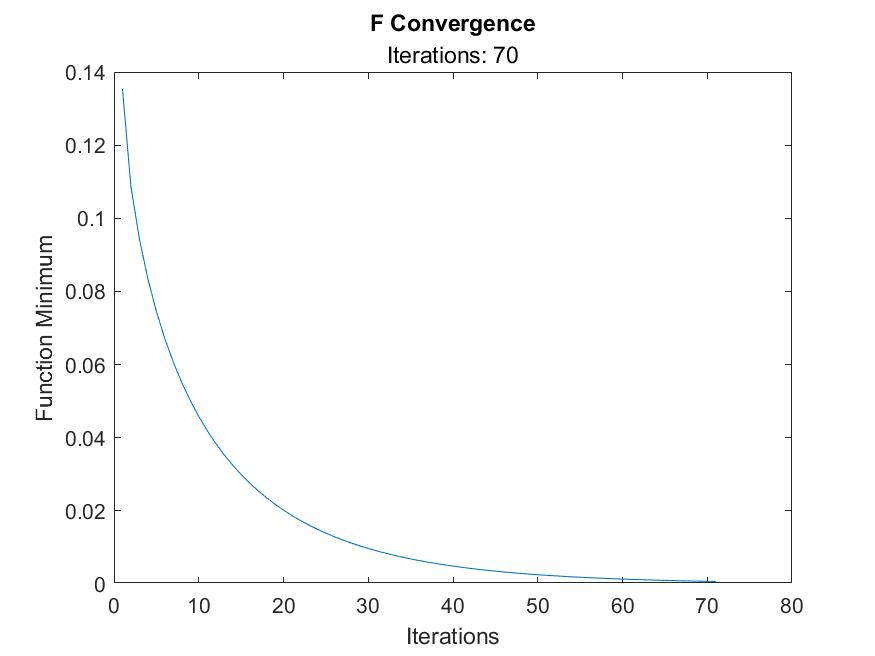 F Convergence
Iterations: 70
0.14
0.12
0.1
0.08
0.06
0.04
0.02
0
Function Minimum
0 10 20 30 40 50 60 70 80
Iterations